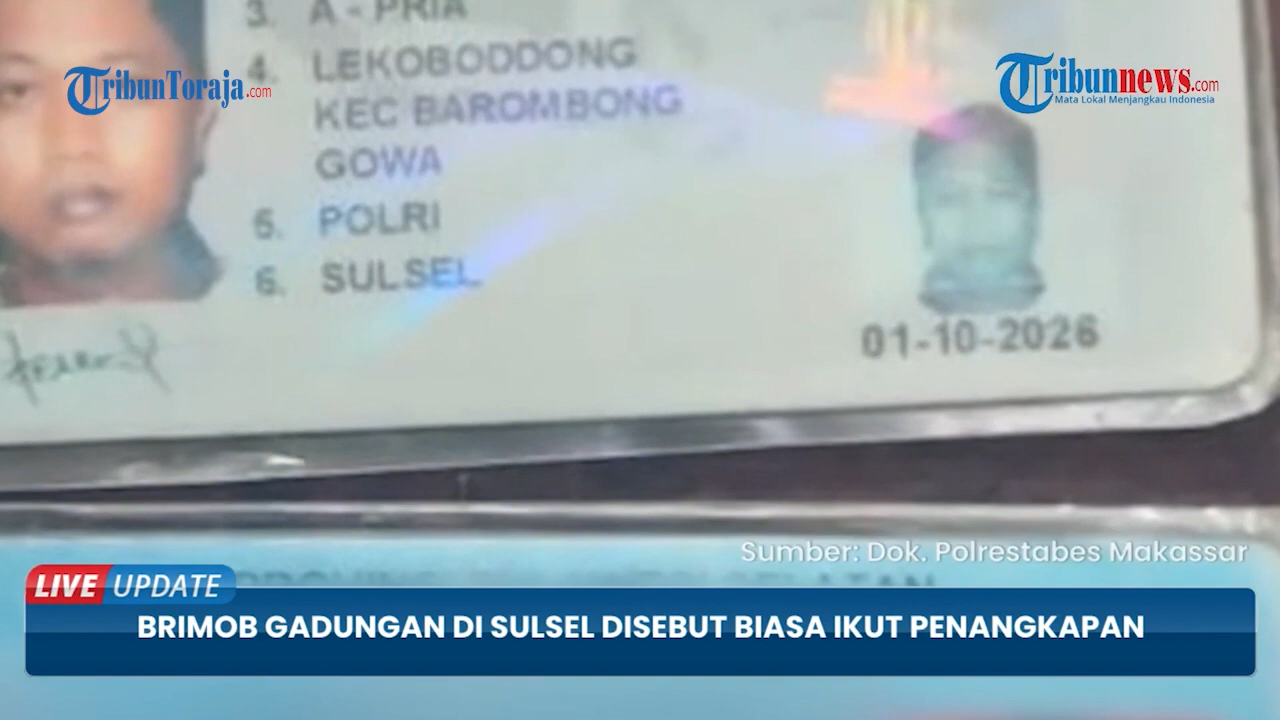 3. A - PRIA
TribunToraja.com
Tribunnews.com
Mata Lokal Menjangkau Indonesia
4. LEKOBODDONG
KEC BAROMBONG
GOWA
5. POLRI
6. SULSEL
01-10-2026
Sumber: Dok. Polrestabes Makassar
LIVE UPDATE
BRIMOB GADUNGAN DI SULSEL DISEBUT BIASA IKUT PENANGKAPAN